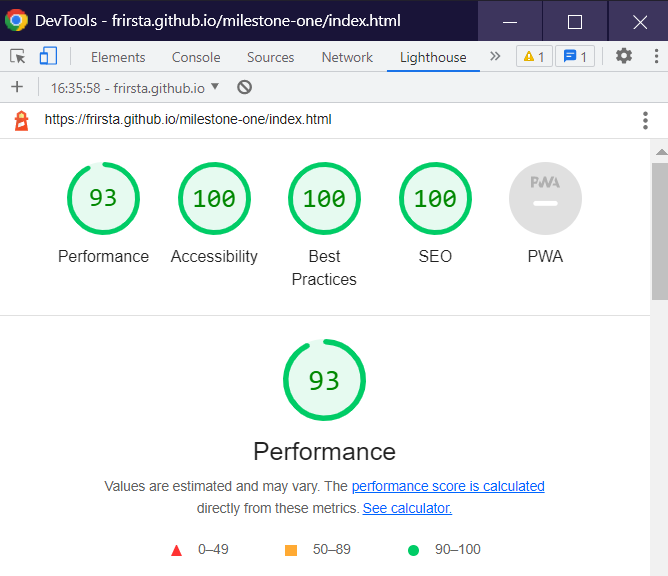 DevTools - frirsta.github.io/milestone-one/index.html
Elements Console Sources Network Lighthouse 1 1
16:35:58 - frirsta.github.io
https://frirsta.github.io/milestone-one/index.html
93 100 100 100 PWA
Performance Accessibility Best Practices SEO PWA
93
Performance
Values are estimated and may vary. The performance score is calculated
directly from these metrics. See calculator.
0–49 50–89 90–100